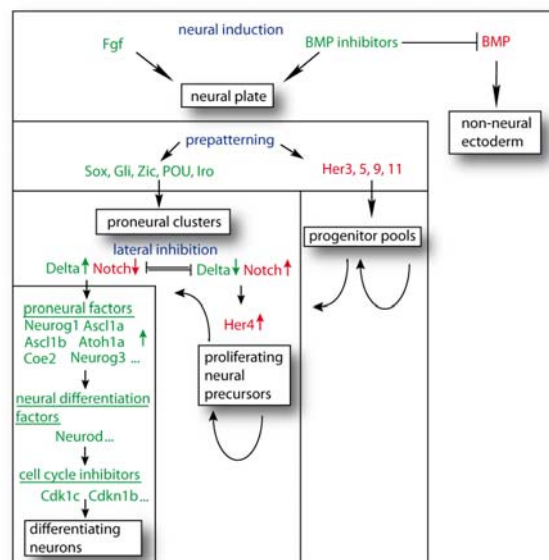 neural induction
Fgf
BMP inhibitors
BMP
neural plate
non-neural
ectoderm
prepatterning
Sox, Gli, Zic, POU, Iro
Her3, 5, 9, 11
proneural clusters
progenitor pools
lateral inhibition
Delta Notch
Delta Notch
Her4
proneural factors
Neurog1 Ascl1a
Ascl1b Atoh1a
Coe2 Neurog3 ...
proliferating
neural
precursors
neural differentiation
factors
Neurod...
cell cycle inhibitors
Cdk1c Cdkn1b...
differentiating
neurons